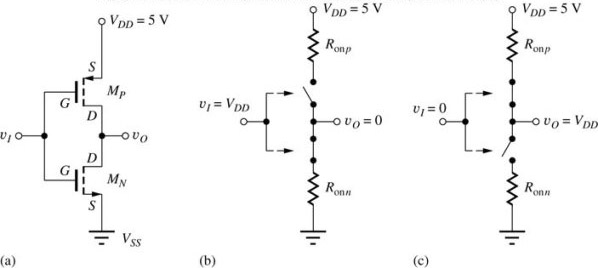 V_DD = 5 V
S
M_P
G
D
v_I
v_O
D
G
M_N
S
V_SS
(a)
V_DD = 5 V
R_onp
v_I = V_DD
v_O = 0
R_onn
(b)
V_DD = 5 V
R_onp
v_I = 0
v_O = V_DD
R_onn
(c)